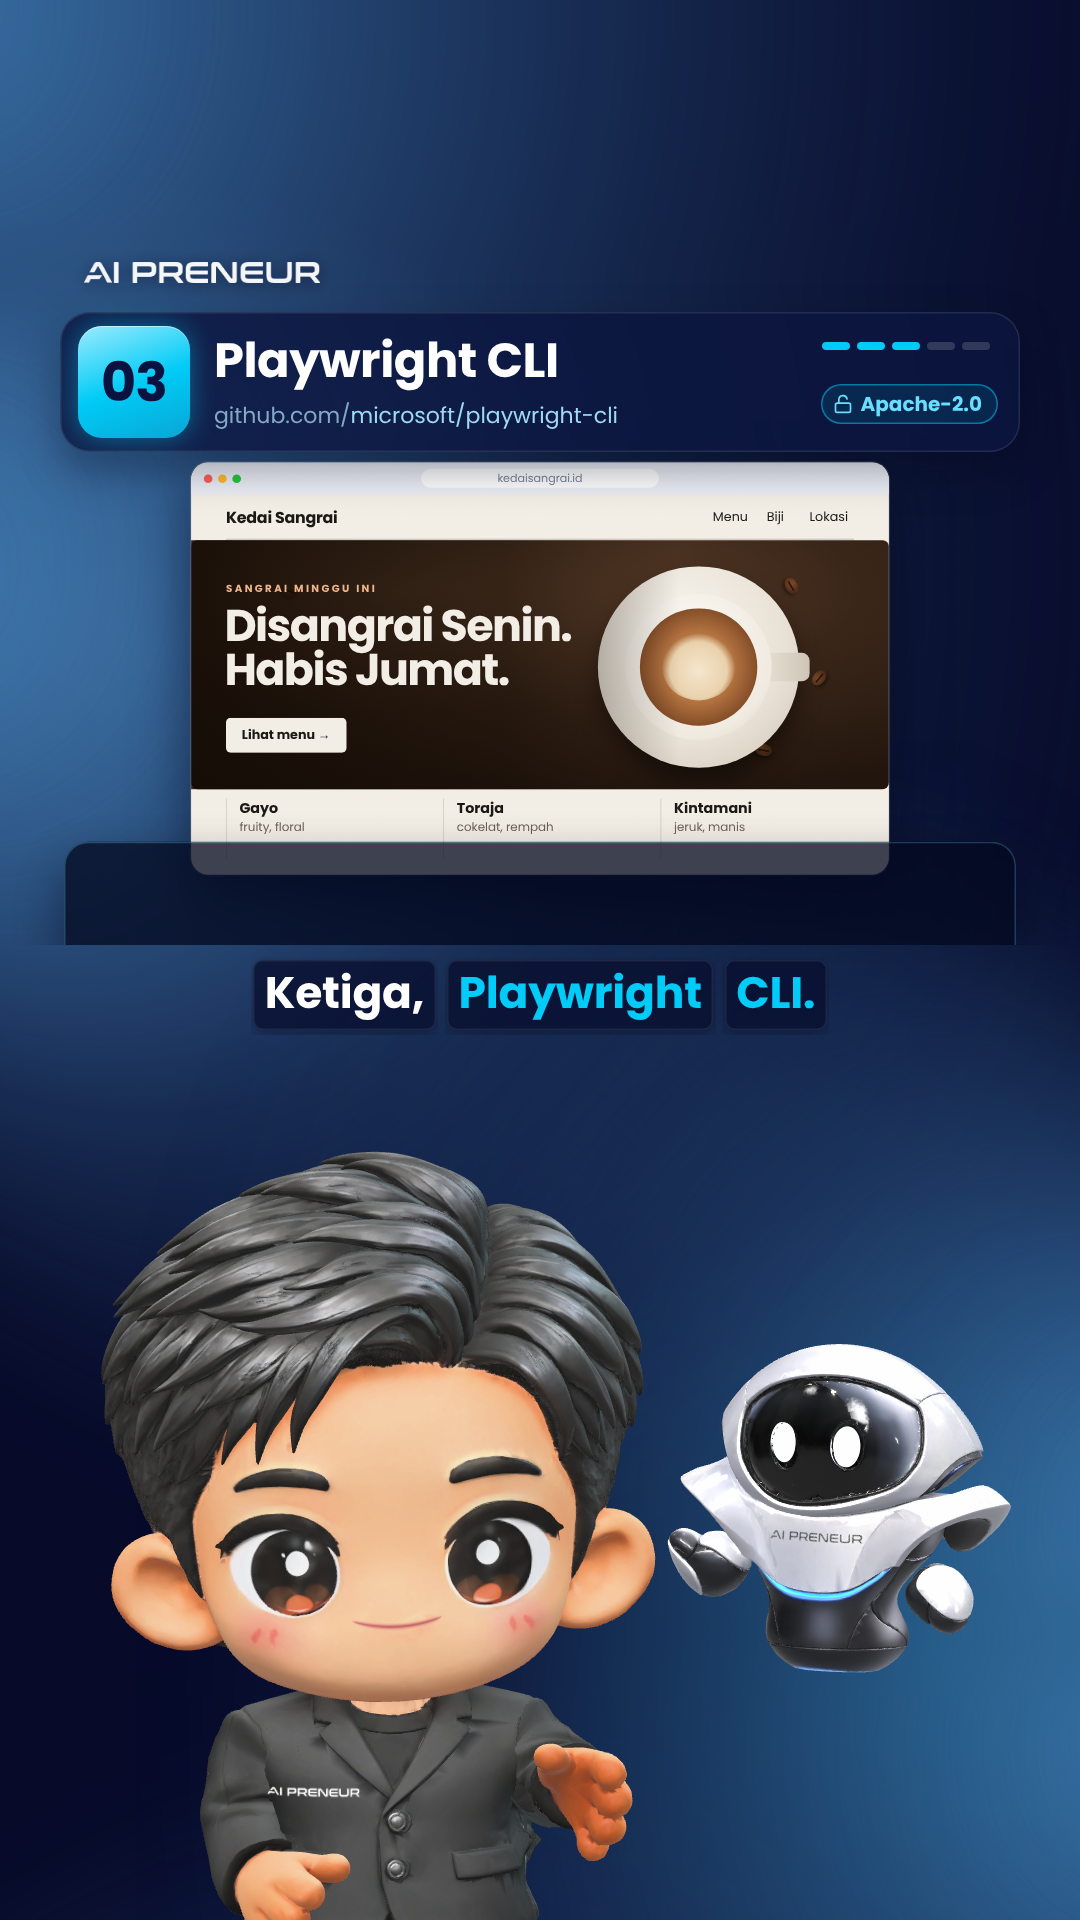 AI PRENEUR
03
Playwright CLI
github.com/microsoft/playwright-cli
Apache-2.0
kedaisangrai.id
Kedai Sangrai
Menu Biji Lokasi
SANGRAI MINGGU INI
Disangrai Senin.
Habis Jumat.
Lihat menu →
Gayo
fruity, floral
Toraja
cokelat, rempah
Kintamani
jeruk, manis
Ketiga, Playwright CLI.
AI PRENEUR
AI PRENEUR